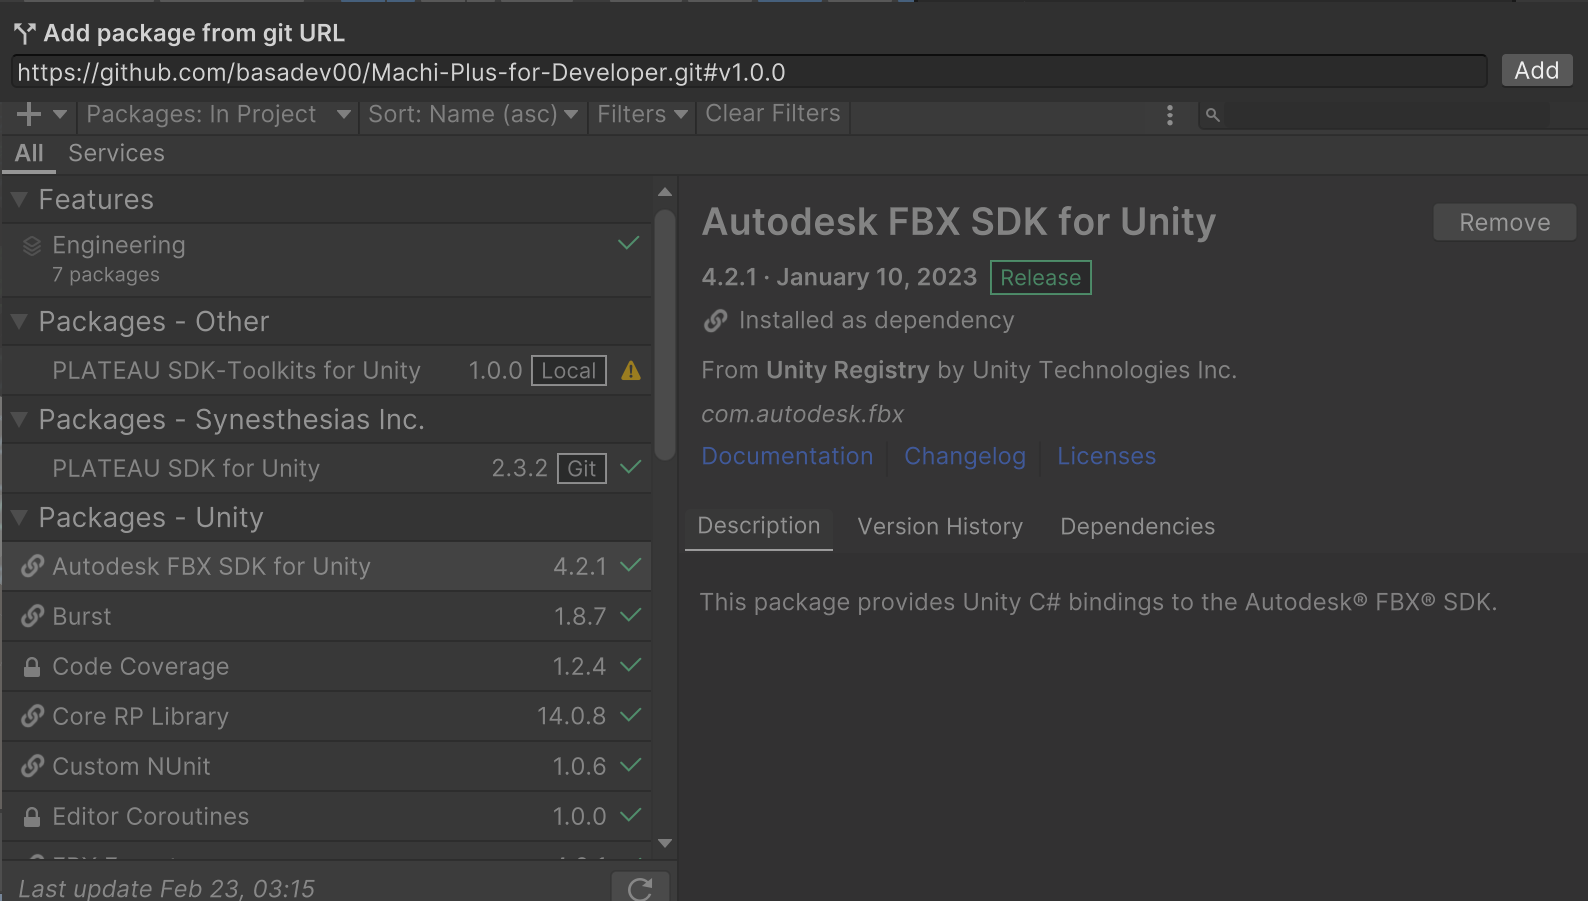 Add package from git URL
https://github.com/basadev00/Machi-Plus-for-Developer.git#v1.0.0
Add
Packages: In Project
Sort: Name (asc)
Filters
Clear Filters
All
Services
Features
Engineering
7 packages
Packages - Other
PLATEAU SDK-Toolkits for Unity 1.0.0 Local
Packages - Synesthesias Inc.
PLATEAU SDK for Unity 2.3.2 Git
Packages - Unity
Autodesk FBX SDK for Unity 4.2.1
Burst 1.8.7
Code Coverage 1.2.4
Core RP Library 14.0.8
Custom NUnit 1.0.6
Editor Coroutines 1.0.0
Last update Feb 23, 03:15
Autodesk FBX SDK for Unity
Remove
4.2.1 · January 10, 2023 Release
Installed as dependency
From Unity Registry by Unity Technologies Inc.
com.autodesk.fbx
Documentation
Changelog
Licenses
Description
Version History
Dependencies
This package provides Unity C# bindings to the Autodesk® FBX® SDK.